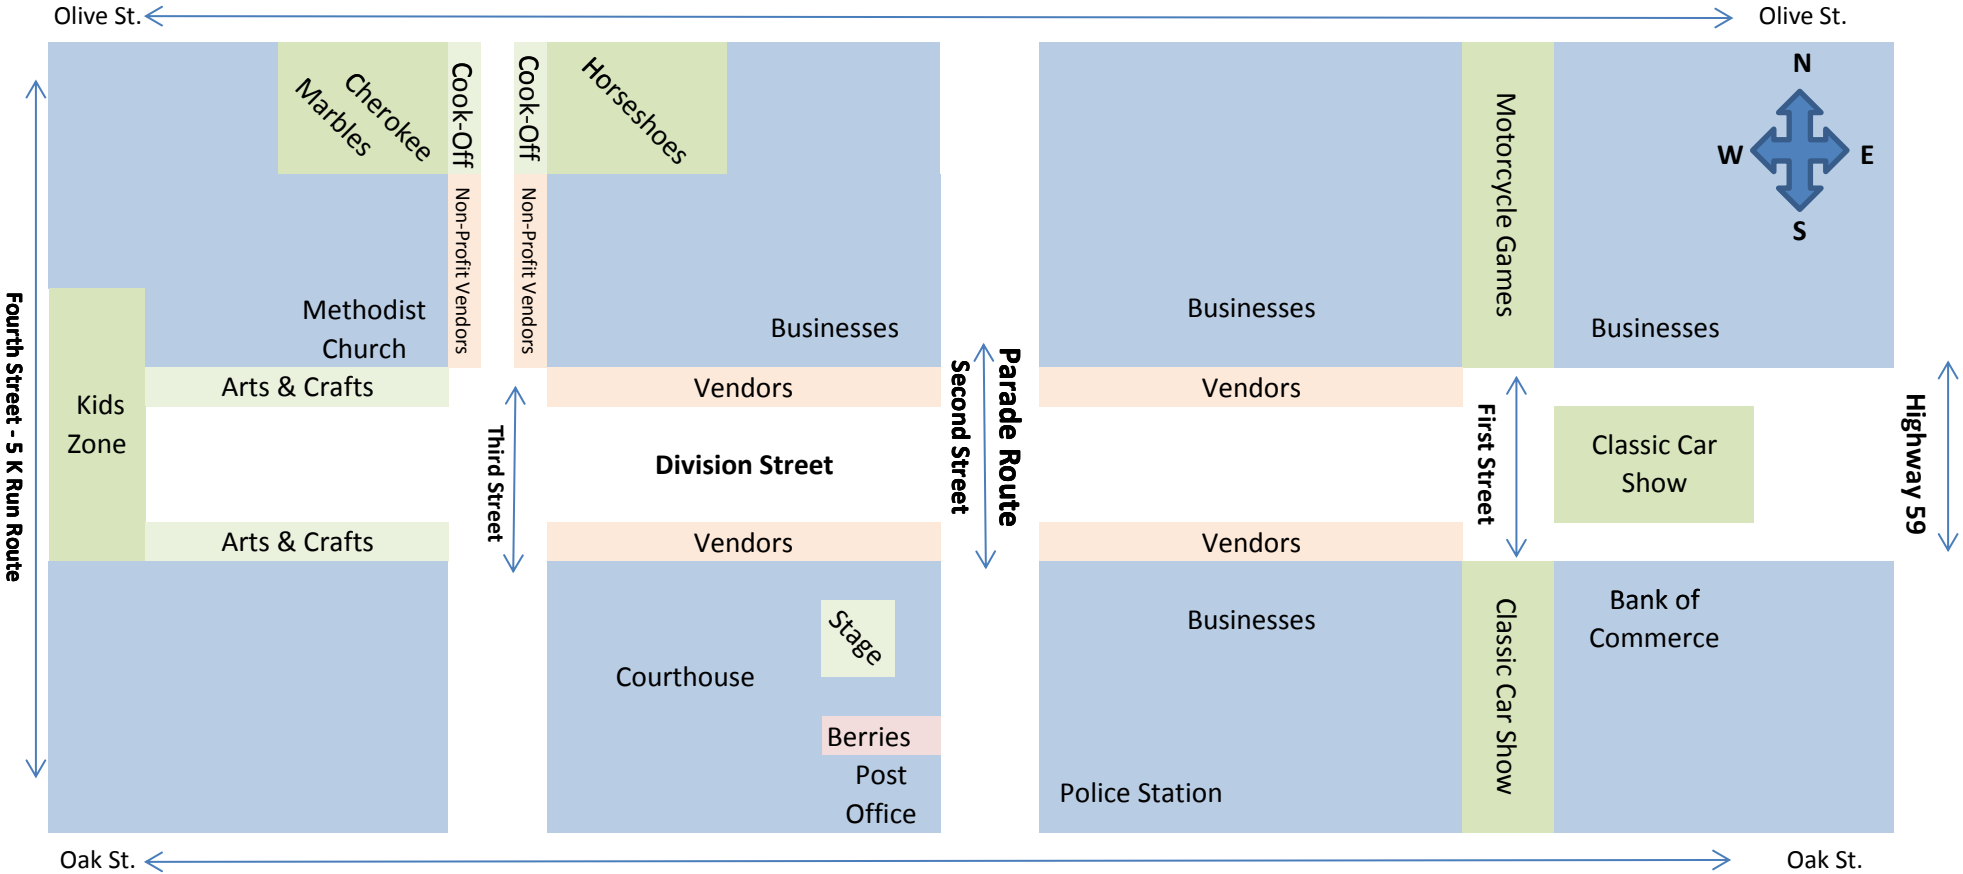 Olive St.
Olive St.
Cherokee
Marbles
Cook-Off
Cook-Off
Horseshoes
Motorcycle Games
N
W
E
S
Non-Profit Vendors
Non-Profit Vendors
Methodist
Church
Businesses
Businesses
Businesses
Fourth Street - 5 K Run Route
Kids
Zone
Arts & Crafts
Vendors
Vendors
Third Street
Division Street
Second Street
Parade Route
First Street
Classic Car
Show
Highway 59
Arts & Crafts
Vendors
Vendors
Stage
Courthouse
Businesses
Classic Car Show
Bank of
Commerce
Berries
Post
Office
Police Station
Oak St.
Oak St.